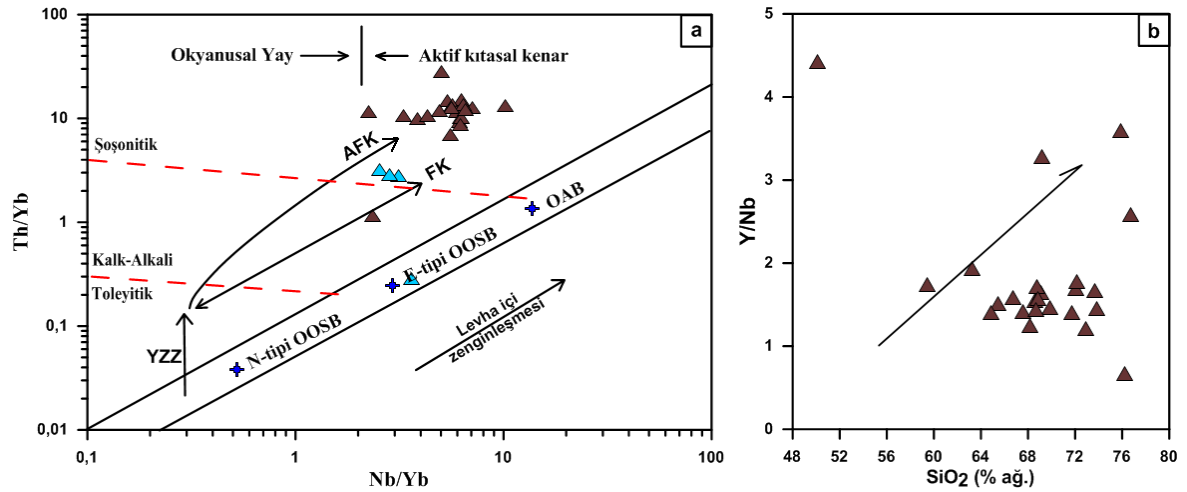 a
Okyanusal Yay
Aktif kıtasal kenar
Şoşonitik
AFK
FK
OAB
E-tipi OOSB
Kalk-Alkali
Toleyitik
YZZ
N-tipi OOSB
Levha içi
zenginleşmesi
Th/Yb
100
10
1
0,1
0,01
0,1
1
10
100
Nb/Yb
b
Y/Nb
5
4
3
2
1
0
48
52
56
60
64
68
72
76
80
SiO2 (% ağ.)